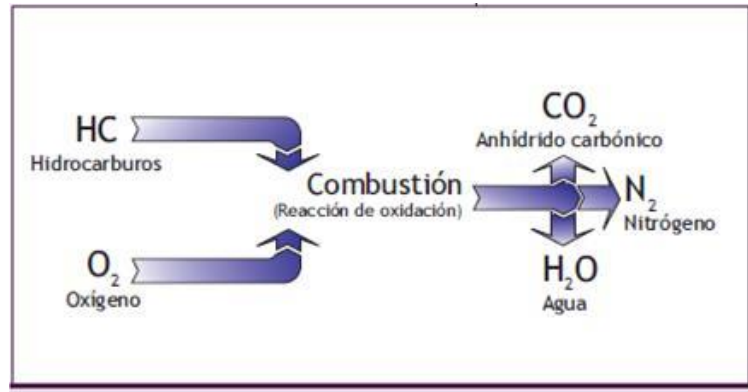 HC
Hidrocarburos
O₂
Oxígeno
Combustión
(Reacción de oxidación)
CO₂
Anhídrido carbónico
N₂
Nitrógeno
H₂O
Agua